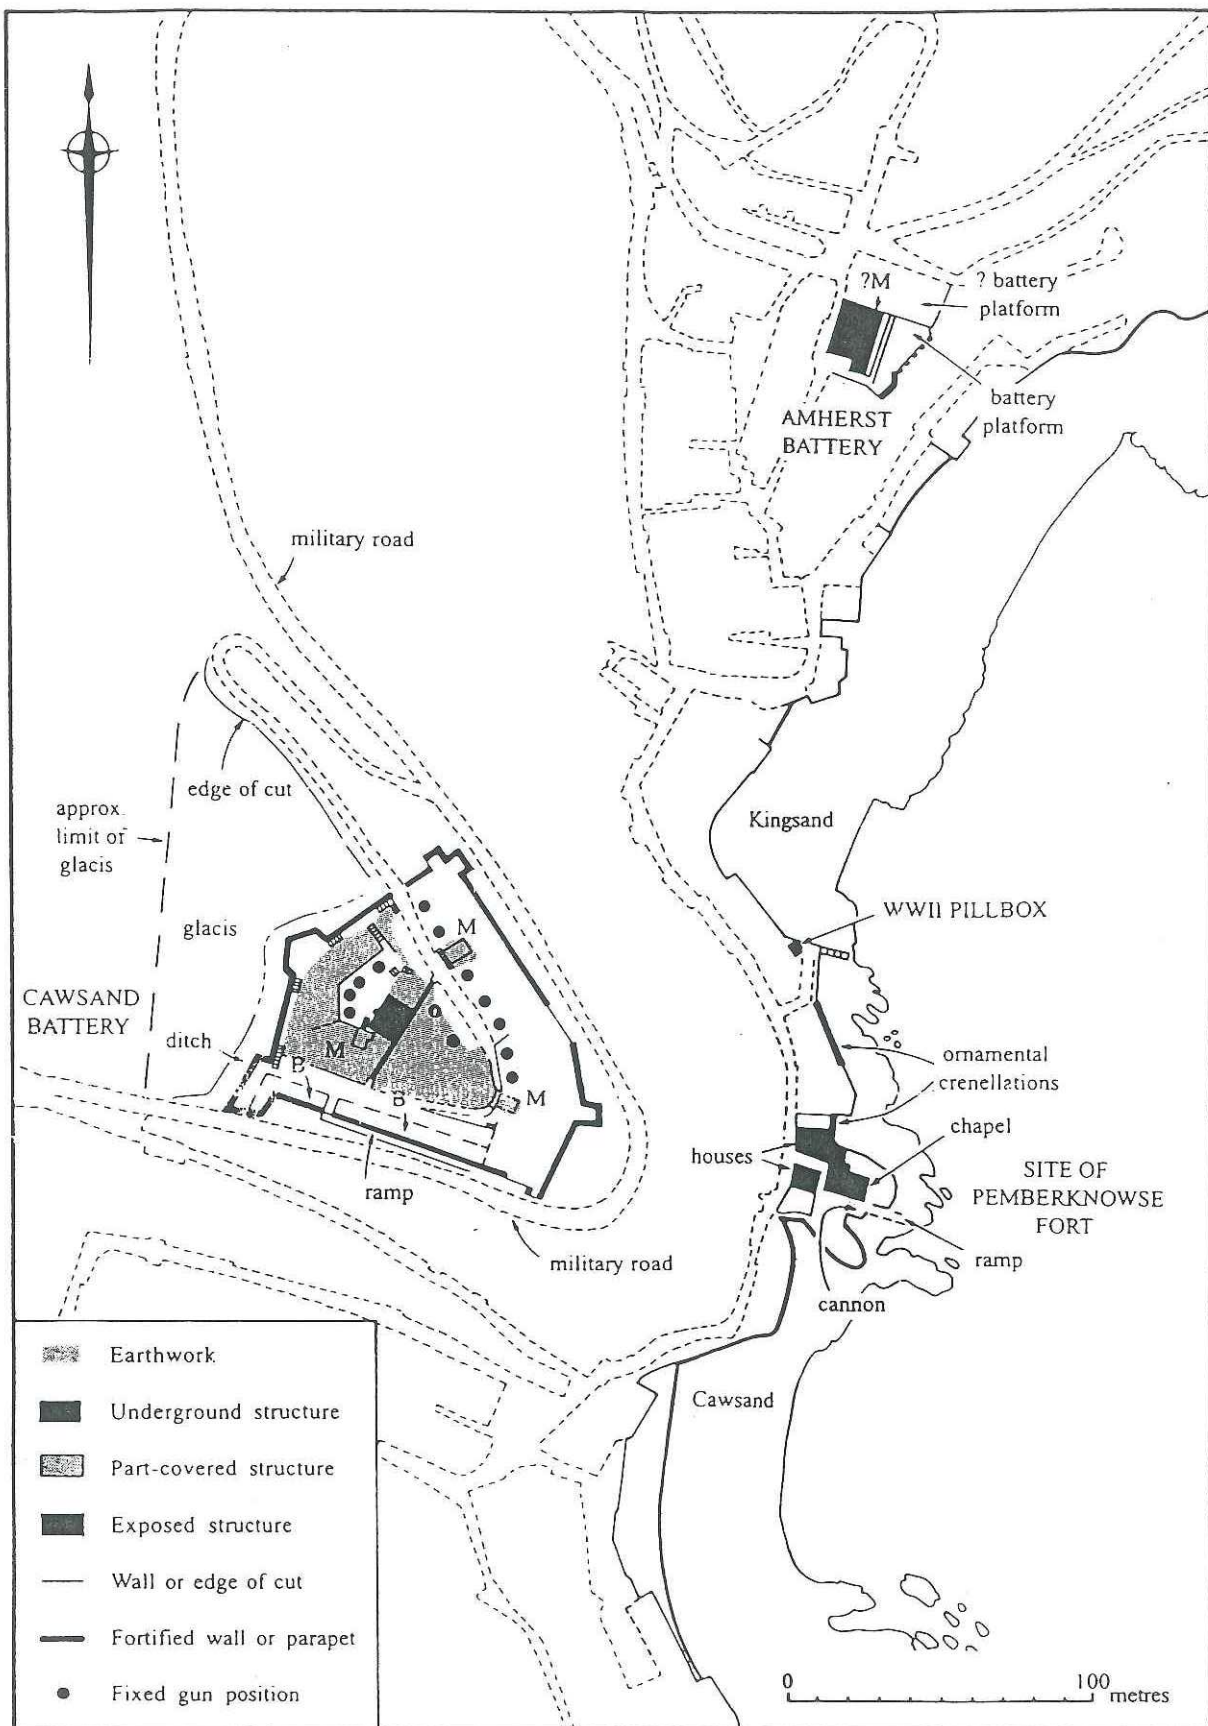 ?M
? battery
platform
battery
platform
AMHERST
BATTERY
military road
edge of cut
approx.
limit of
glacis
Kingsand
WWII PILLBOX
glacis
M
CAWSAND
BATTERY
ditch
B
M
B
M
ornamental
crenellations
chapel
houses
ramp
SITE OF
PEMBERKNOWSE
FORT
military road
ramp
cannon
Cawsand
Earthwork
Underground structure
Part-covered structure
Exposed structure
Wall or edge of cut
Fortified wall or parapet
Fixed gun position
0 100
metres